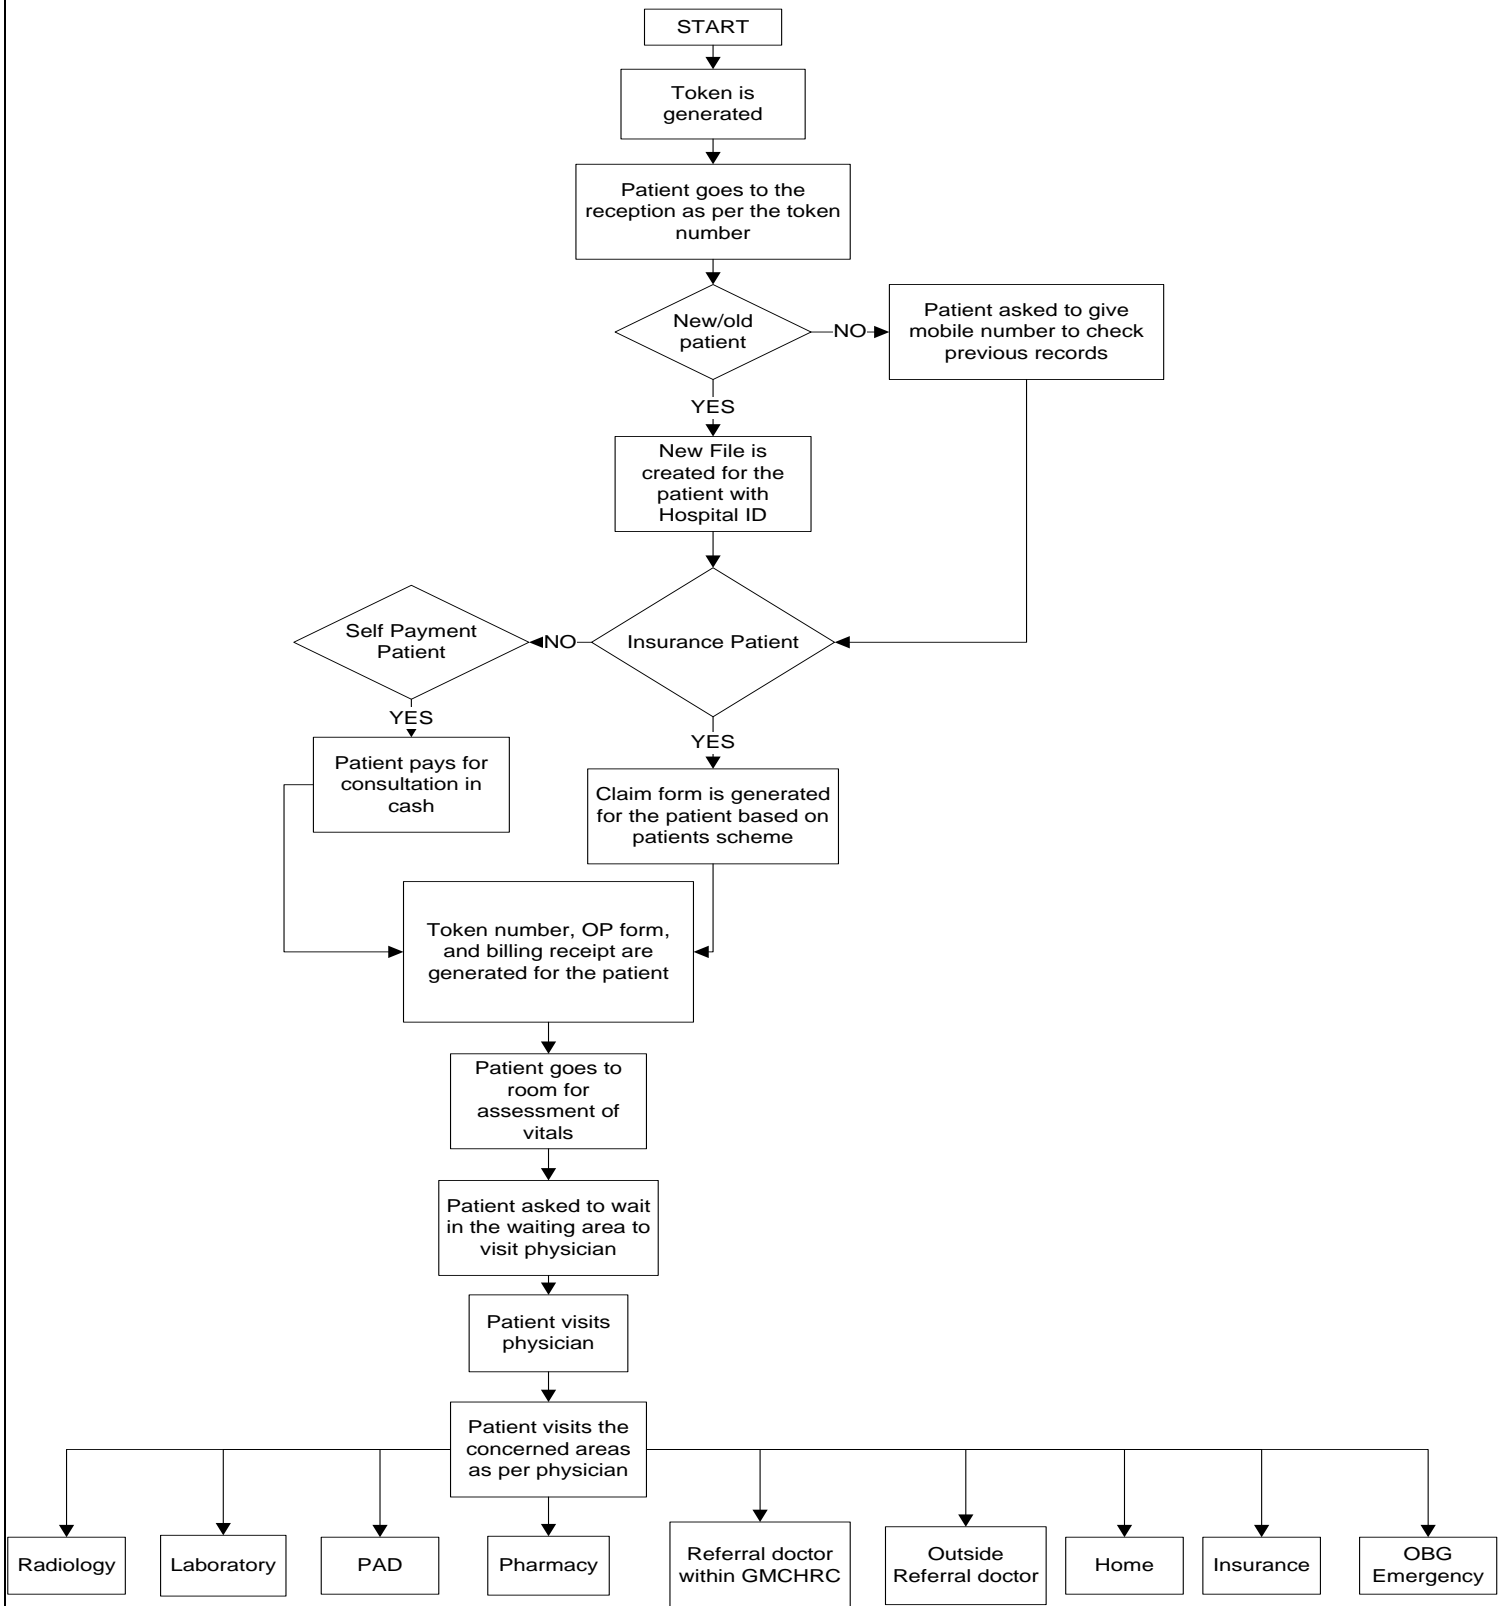 START
Token is
generated
Patient goes to the
reception as per the token
number
New/old
patient
NO
Patient asked to give
mobile number to check
previous records
YES
New File is
created for the
patient with
Hospital ID
Self Payment
Patient
NO
Insurance Patient
YES
YES
Patient pays for
consultation in
cash
Claim form is generated
for the patient based on
patients scheme
Token number, OP form,
and billing receipt are
generated for the patient
Patient goes to
room for
assessment of
vitals
Patient asked to wait
in the waiting area to
visit physician
Patient visits
physician
Patient visits the
concerned areas
as per physician
Radiology
Laboratory
PAD
Pharmacy
Referral doctor
within GMCHRC
Outside
Referral doctor
Home
Insurance
OBG
Emergency